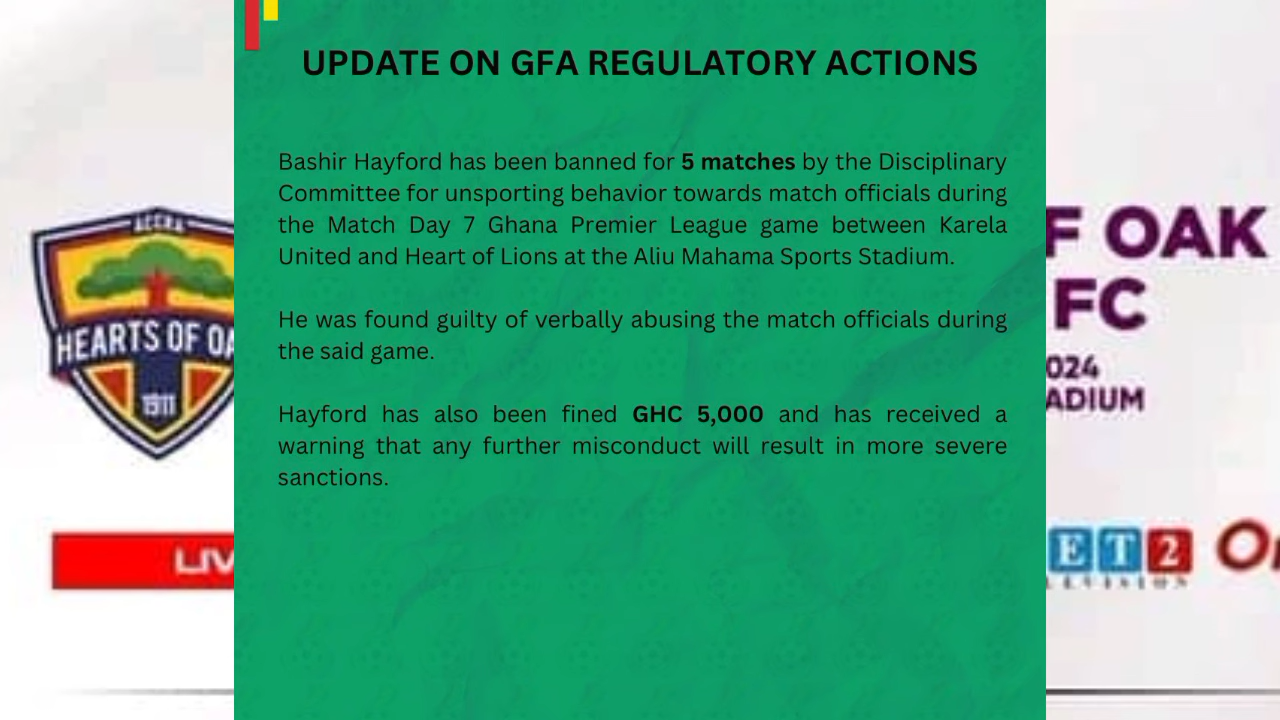 UPDATE ON GFA REGULATORY ACTIONS
Bashir Hayford has been banned for 5 matches by the Disciplinary
Committee for unsporting behavior towards match officials during
the Match Day 7 Ghana Premier League game between Karela
United and Heart of Lions at the Aliu Mahama Sports Stadium.
He was found guilty of verbally abusing the match officials during
the said game.
Hayford has also been fined GHC 5,000 and has received a
warning that any further misconduct will result in more severe
sanctions.
ACCRA
HEARTS OF OA
1911
LIV
F OAK
FC
024
ADIUM
ET2
LEVISION